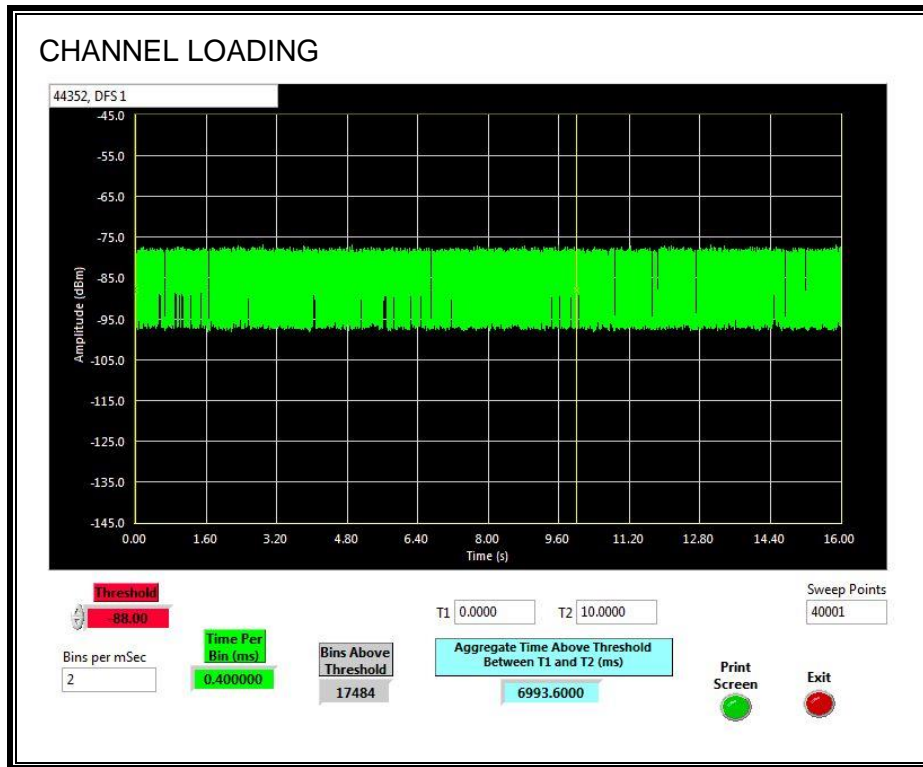 CHANNEL LOADING
44352, DFS 1
-45.0
-55.0
-65.0
-75.0
-85.0
-95.0
-105.0
-115.0
-125.0
-135.0
-145.0
Amplitude (dBm)
0.00 1.60 3.20 4.80 6.40 8.00 9.60 11.20 12.80 14.40 16.00
Time (s)
Threshold
-88.00
T1 0.0000 T2 10.0000
Sweep Points
40001
Bins per mSec
2
Time Per
Bin (ms)
0.400000
Bins Above
Threshold
17484
Aggregate Time Above Threshold
Between T1 and T2 (ms)
6993.6000
Print
Screen
Exit